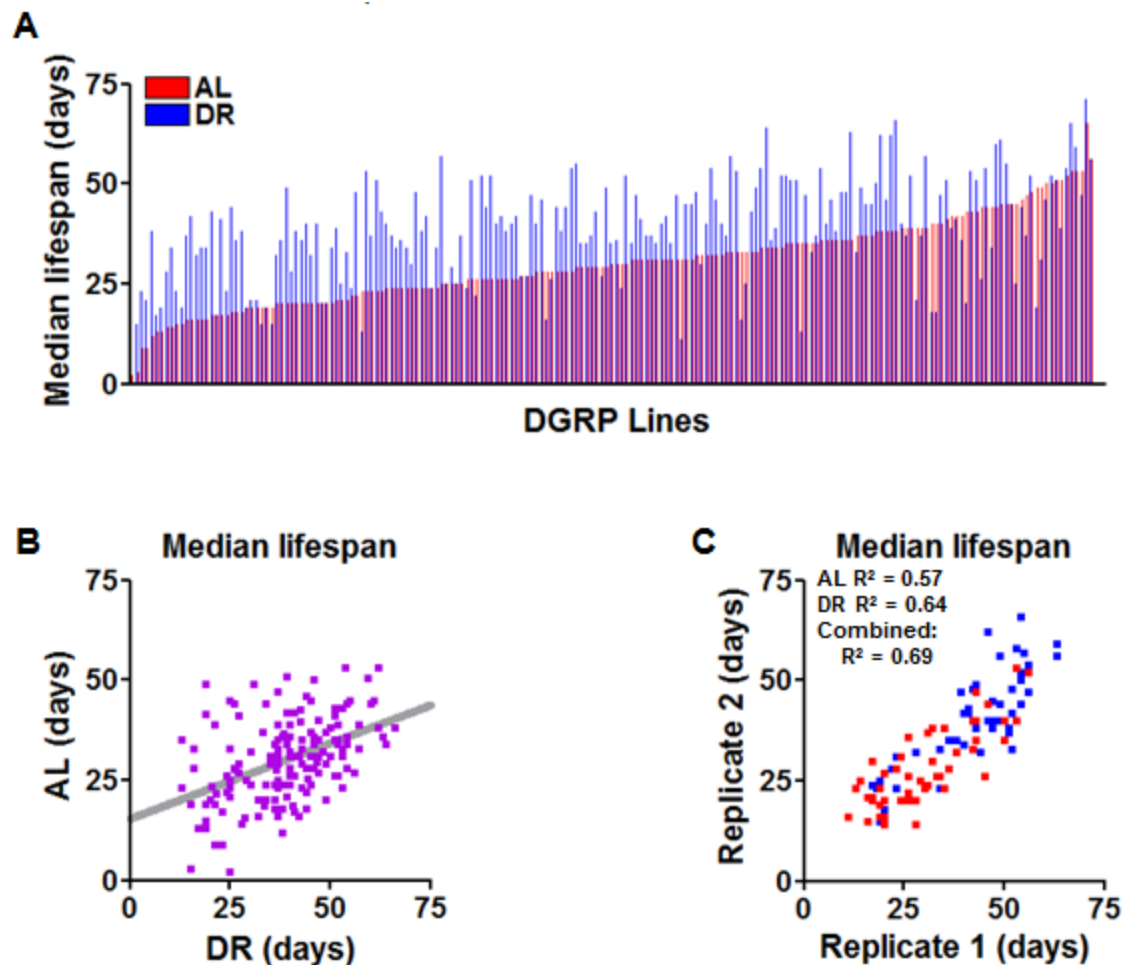 A
Median lifespan (days)
75
50
25
0
AL
DR
DGRP Lines
B
Median lifespan
AL (days)
75
50
25
0
0 25 50 75
DR (days)
C
Median lifespan
AL R² = 0.57
DR R² = 0.64
Combined:
R² = 0.69
Replicate 2 (days)
75
50
25
0
0 25 50 75
Replicate 1 (days)